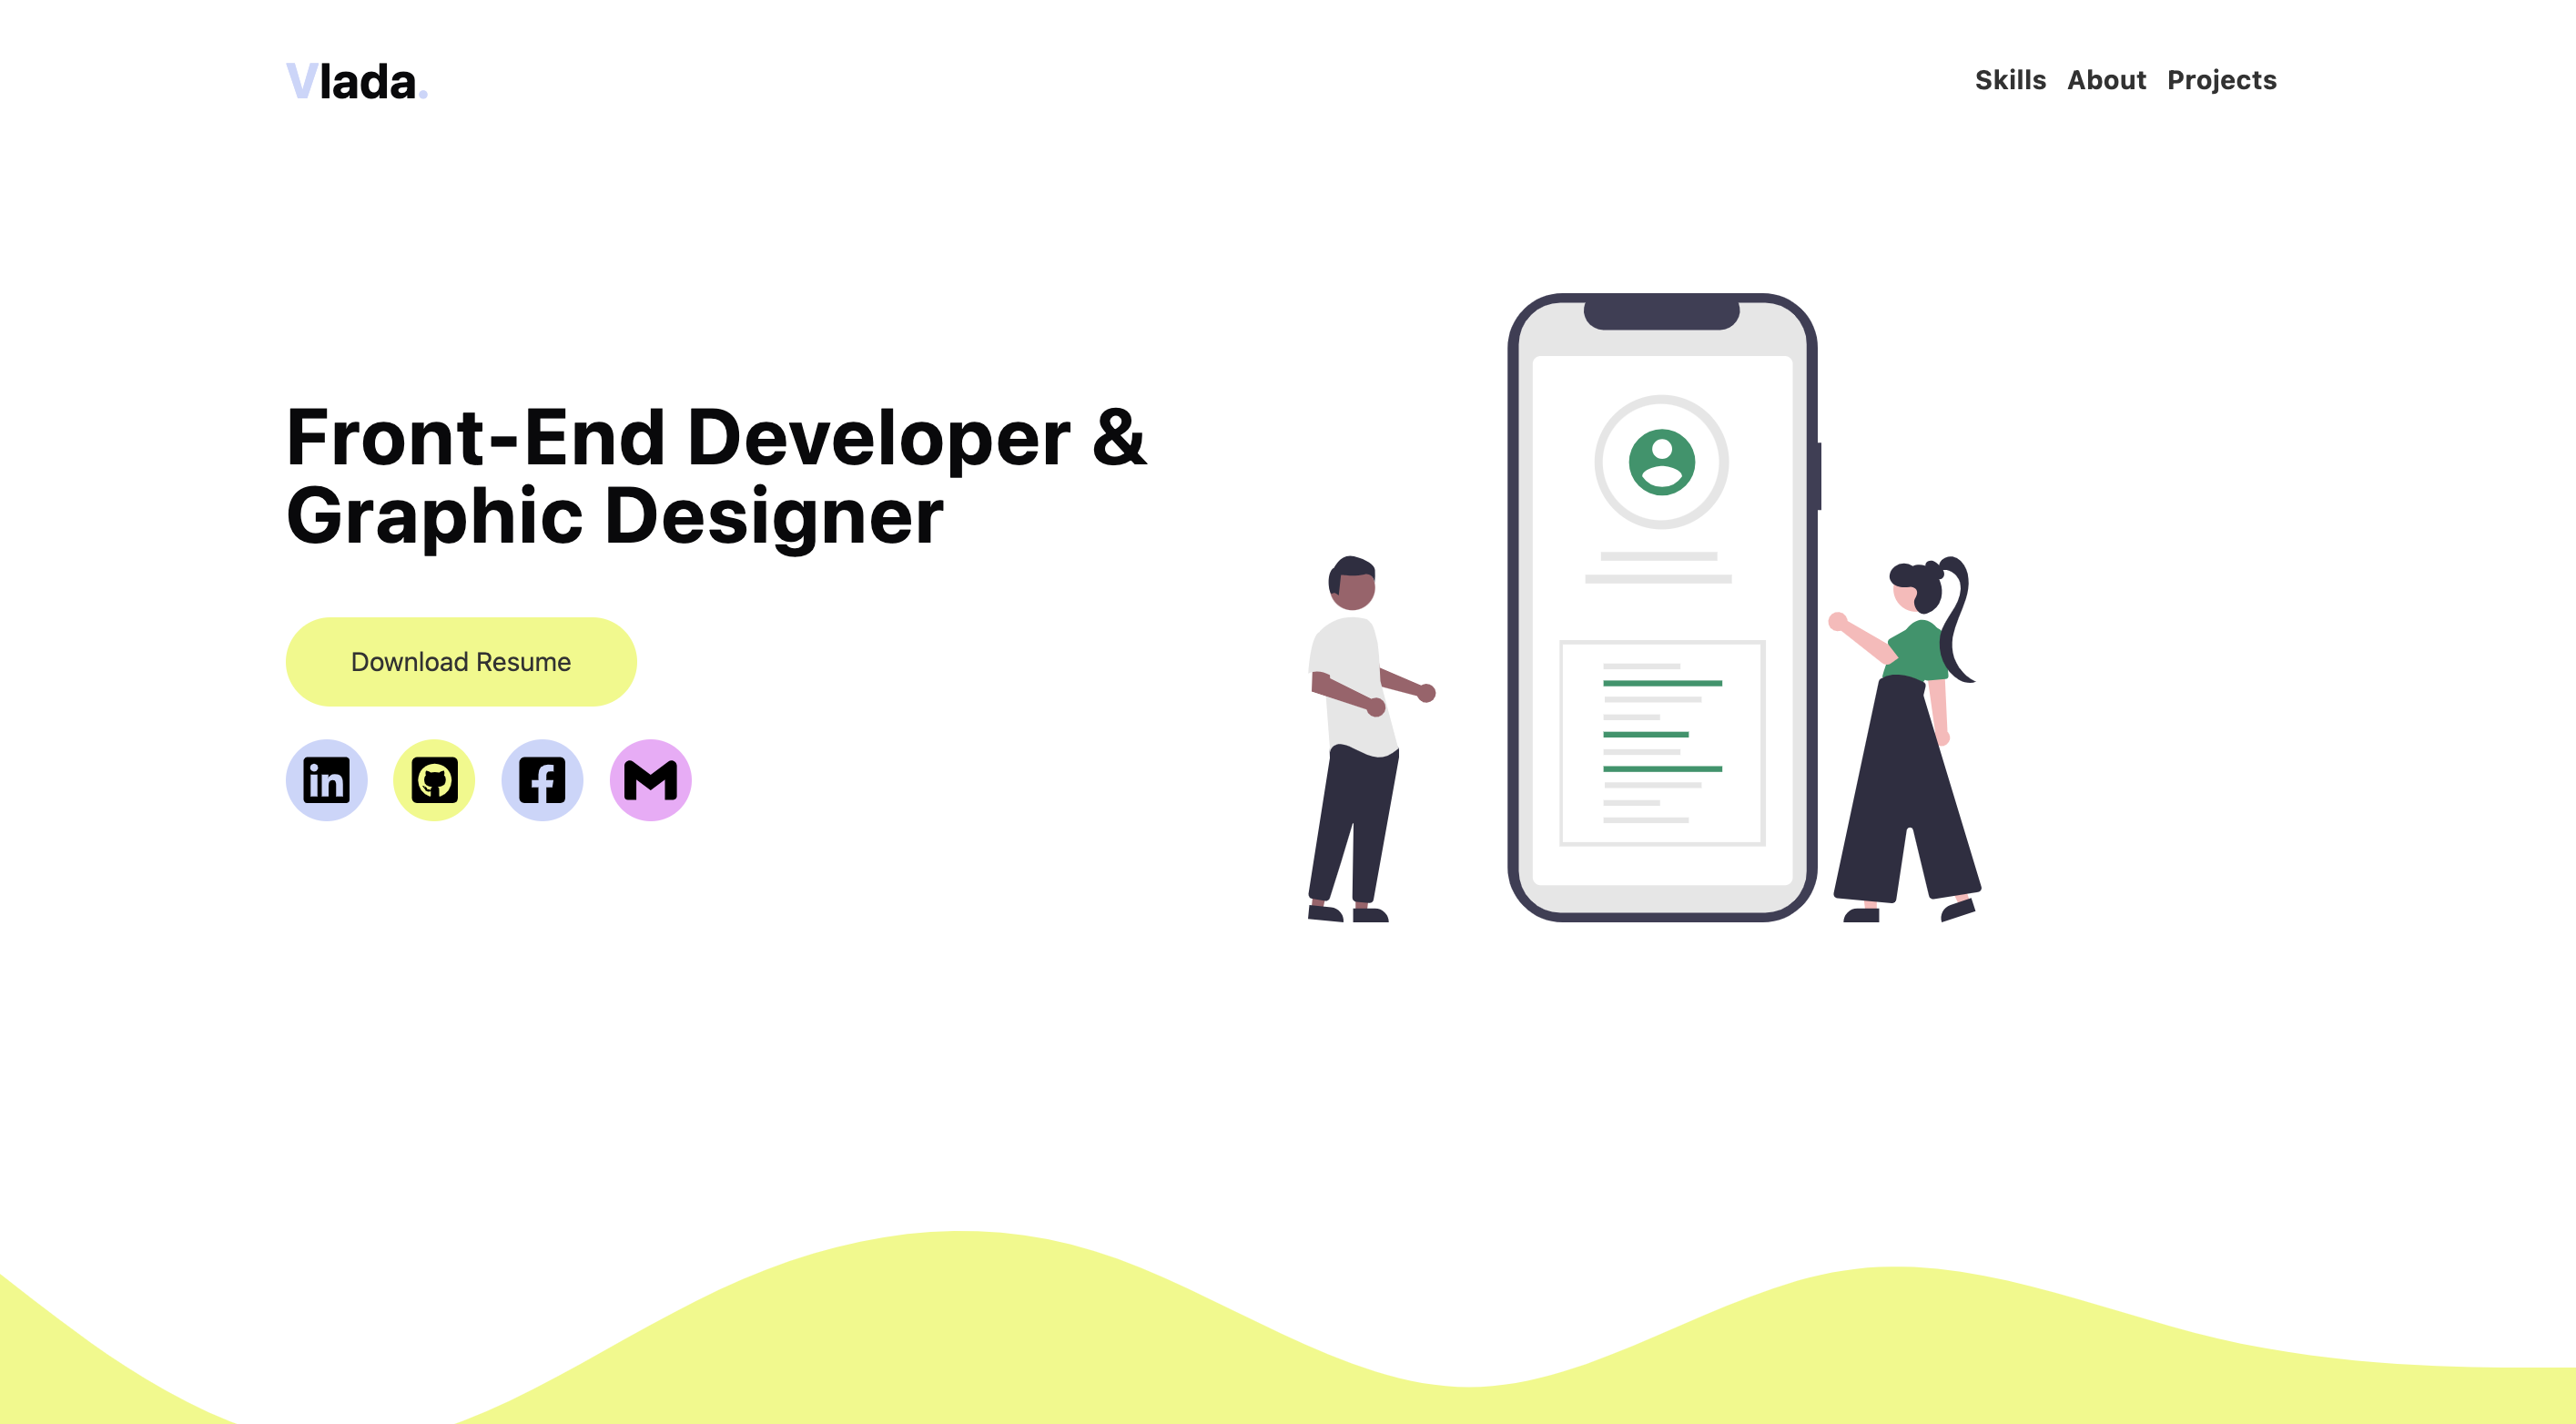 Vlada.
Skills About Projects
Front-End Developer &
Graphic Designer
Download Resume